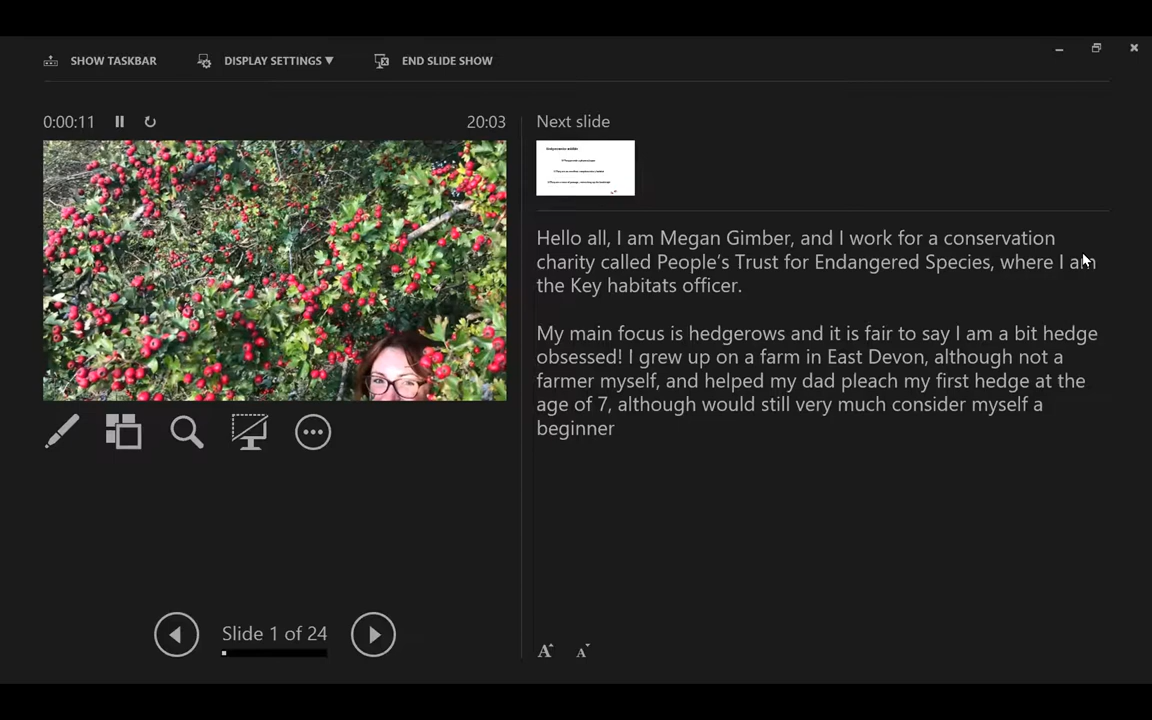 SHOW TASKBAR
DISPLAY SETTINGS ▼
END SLIDE SHOW
0:00:11
20:03
Next slide
Hello all, I am Megan Gimber, and I work for a conservation
charity called People's Trust for Endangered Species, where I am
the Key habitats officer.
My main focus is hedgerows and it is fair to say I am a bit hedge
obsessed! I grew up on a farm in East Devon, although not a
farmer myself, and helped my dad pleach my first hedge at the
age of 7, although would still very much consider myself a
beginner
Slide 1 of 24
A A